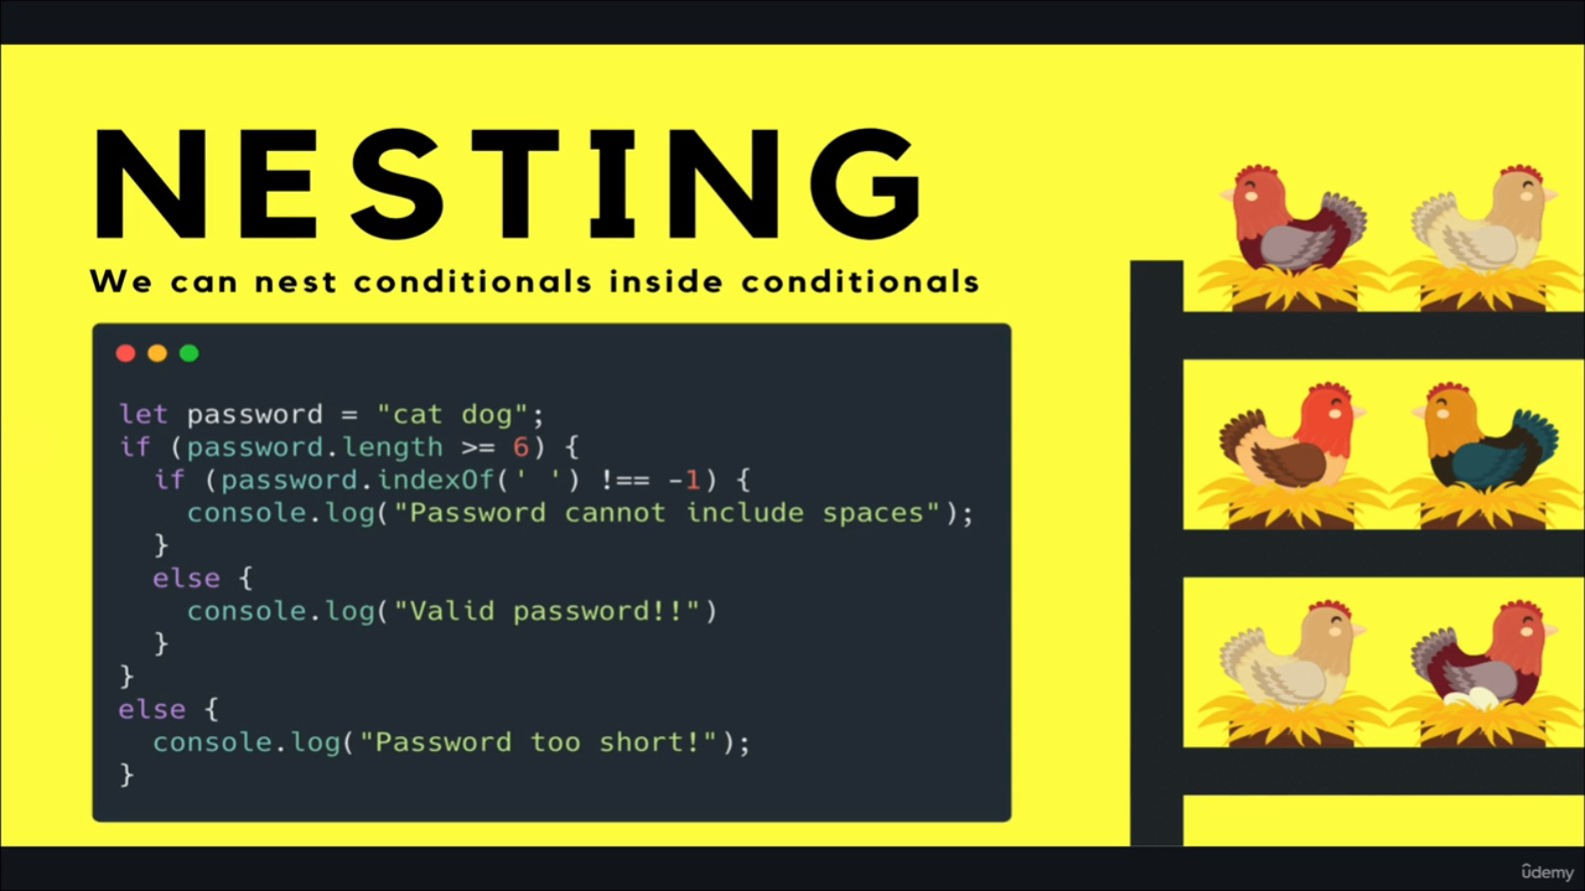 NESTING
We can nest conditionals inside conditionals
let password = "cat dog";
if (password.length >= 6) {
  if (password.indexOf(' ') !== -1) {
    console.log("Password cannot include spaces");
  }
  else {
    console.log("Valid password!!")
  }
}
else {
  console.log("Password too short!");
}
ûdemy